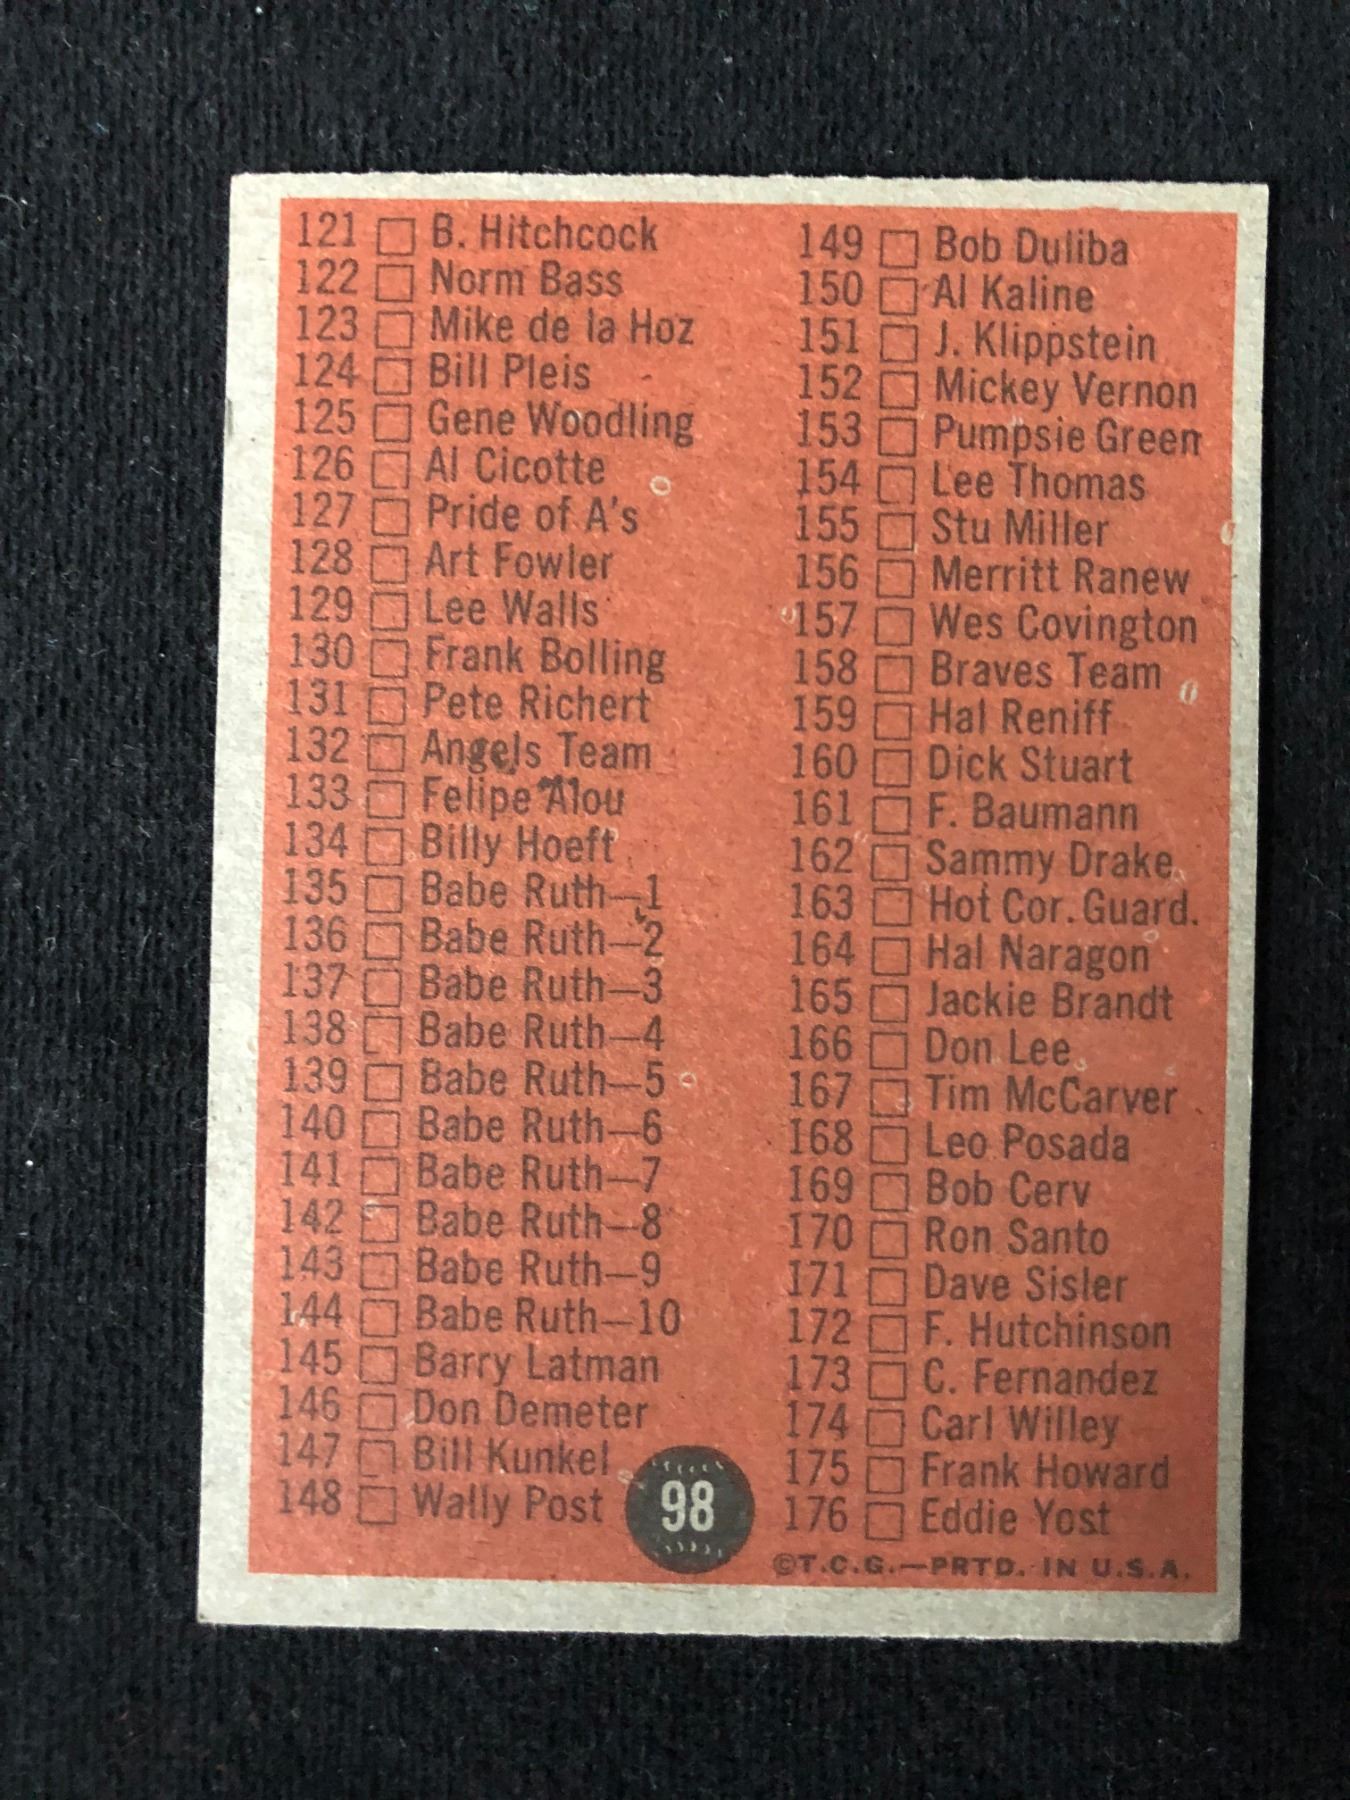 121 B. Hitchcock
122 Norm Bass
123 Mike de la Hoz
124 Bill Pleis
125 Gene Woodling
126 Al Cicotte
127 Pride of A's
128 Art Fowler
129 Lee Walls
130 Frank Bolling
131 Pete Richert
132 Angels Team
133 Felipe Alou
134 Billy Hoeft
135 Babe Ruth—1
136 Babe Ruth—2
137 Babe Ruth—3
138 Babe Ruth—4
139 Babe Ruth—5
140 Babe Ruth—6
141 Babe Ruth—7
142 Babe Ruth—8
143 Babe Ruth—9
144 Babe Ruth—10
145 Barry Latman
146 Don Demeter
147 Bill Kunkel
148 Wally Post
149 Bob Duliba
150 Al Kaline
151 J. Klippstein
152 Mickey Vernon
153 Pumpsie Green
154 Lee Thomas
155 Stu Miller
156 Merritt Ranew
157 Wes Covington
158 Braves Team
159 Hal Reniff
160 Dick Stuart
161 F. Baumann
162 Sammy Drake
163 Hot Cor. Guard.
164 Hal Naragon
165 Jackie Brandt
166 Don Lee
167 Tim McCarver
168 Leo Posada
169 Bob Cerv
170 Ron Santo
171 Dave Sisler
172 F. Hutchinson
173 C. Fernandez
174 Carl Willey
175 Frank Howard
176 Eddie Yost
98
©T.C.G.—PRTD. IN U.S.A.